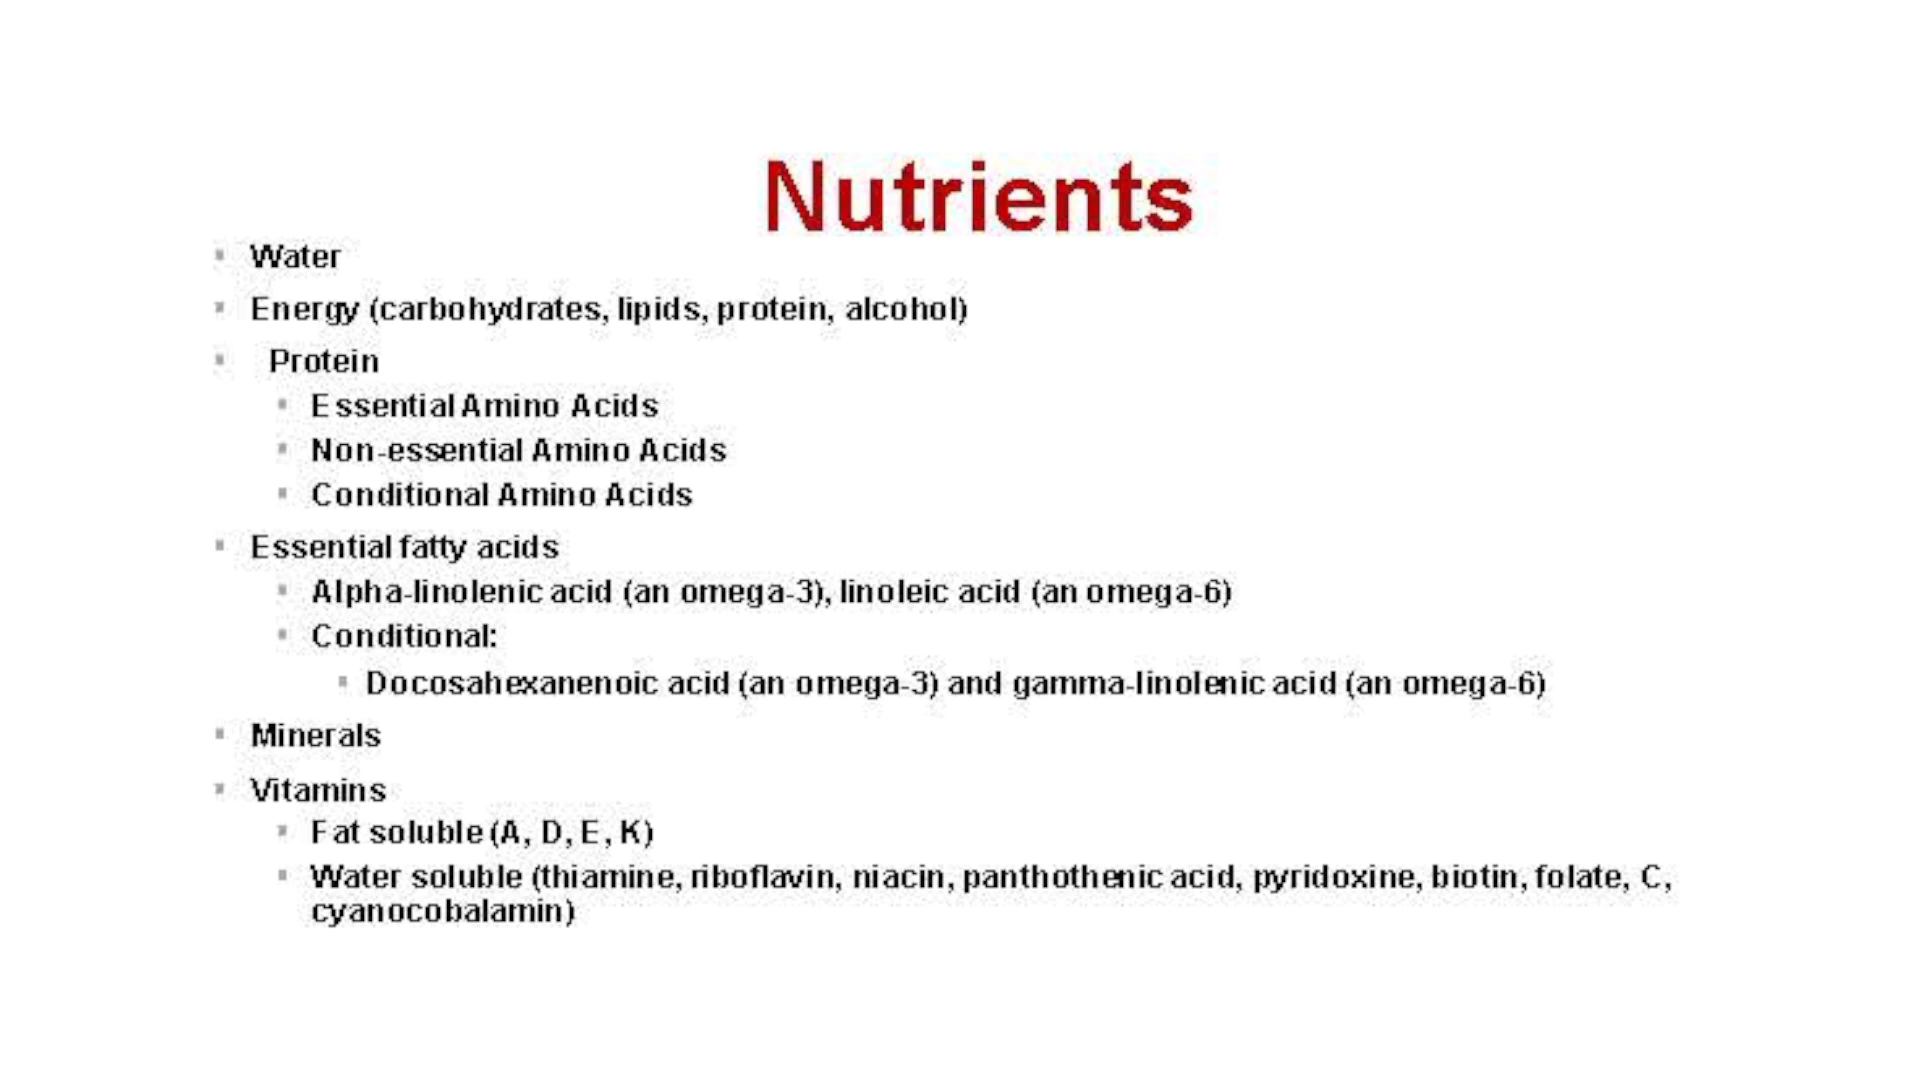 Nutrients
Water
Energy (carbohydrates, lipids, protein, alcohol)
Protein
Essential Amino Acids
Non-essential Amino Acids
Conditional Amino Acids
Essential fatty acids
Alpha-linolenic acid (an omega-3), linoleic acid (an omega-6)
Conditional:
Docosahexanenoic acid (an omega-3) and gamma-linolenic acid (an omega-6)
Minerals
Vitamins
Fat soluble (A, D, E, K)
Water soluble (thiamine, riboflavin, niacin, panthothenic acid, pyridoxine, biotin, folate, C,
cyanocobalamin)